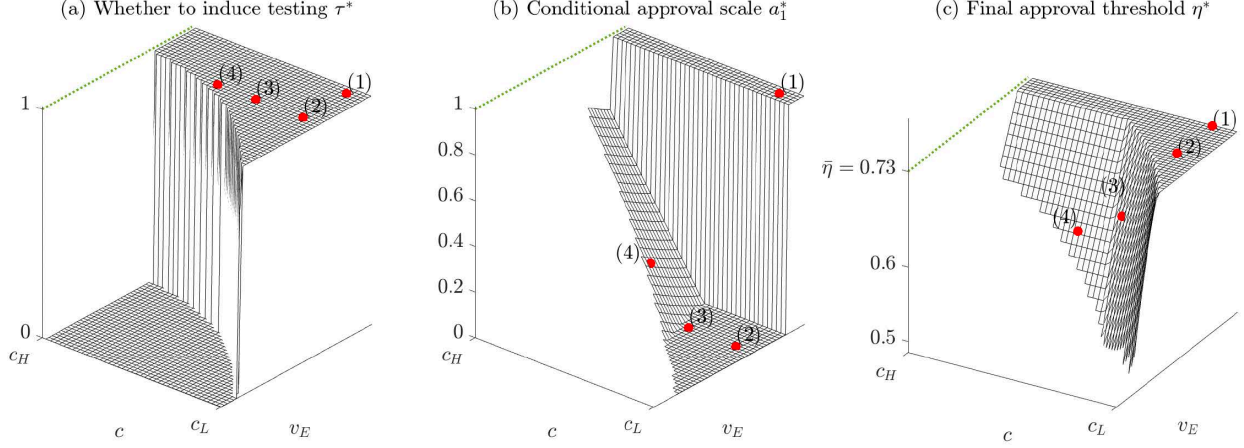 (a) Whether to induce testing τ*
(4)
(3)
(1)
(2)
1
0
c_H
c
c_L
v_E
(b) Conditional approval scale a₁*
(1)
1
0.8
0.6
0.4
0.2
0
(4)
(3)
(2)
c_H
c
c_L
v_E
(c) Final approval threshold η*
(1)
(2)
η̄ = 0.73
(3)
(4)
0.6
0.5
c_H
c
c_L
v_E